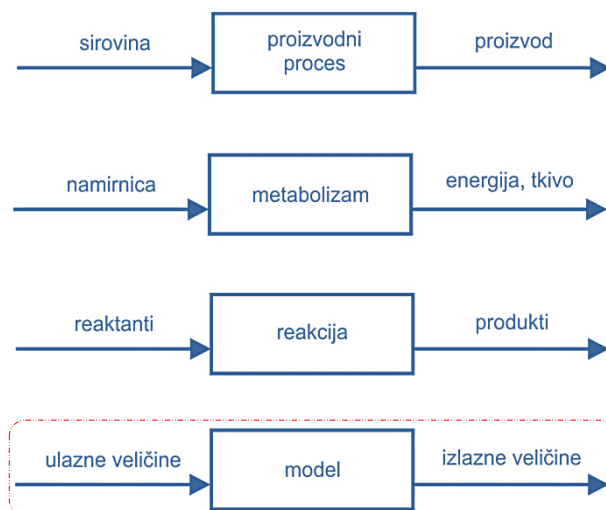 sirovina
proizvodni
proces
proizvod
namirnica
metabolizam
energija, tkivo
reaktanti
reakcija
produkti
ulazne veličine
model
izlazne veličine